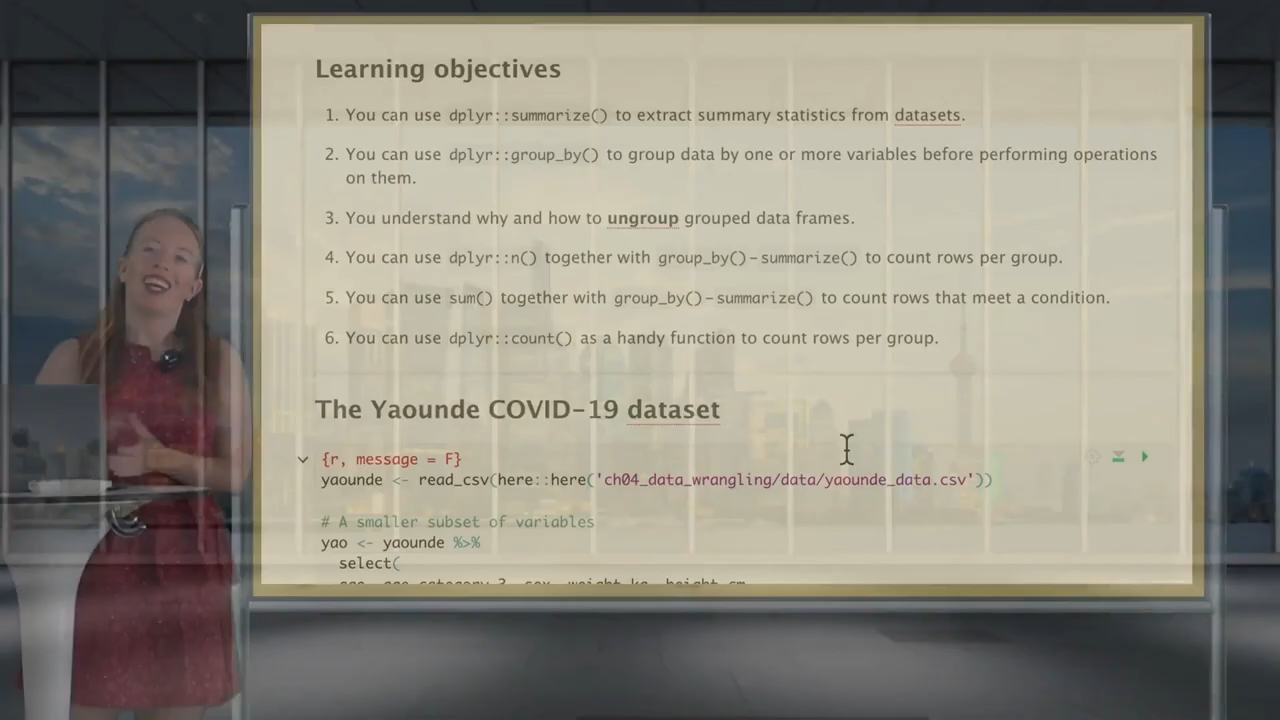 Learning objectives
1. You can use dplyr::summarize() to extract summary statistics from datasets.
2. You can use dplyr::group_by() to group data by one or more variables before performing operations
on them.
3. You understand why and how to ungroup grouped data frames.
4. You can use dplyr::n() together with group_by()-summarize() to count rows per group.
5. You can use sum() together with group_by()-summarize() to count rows that meet a condition.
6. You can use dplyr::count() as a handy function to count rows per group.
The Yaounde COVID-19 dataset
{r, message = F}
yaounde <- read_csv(here::here('ch04_data_wrangling/data/yaounde_data.csv'))
# A smaller subset of variables
yao <- yaounde %>%
select(